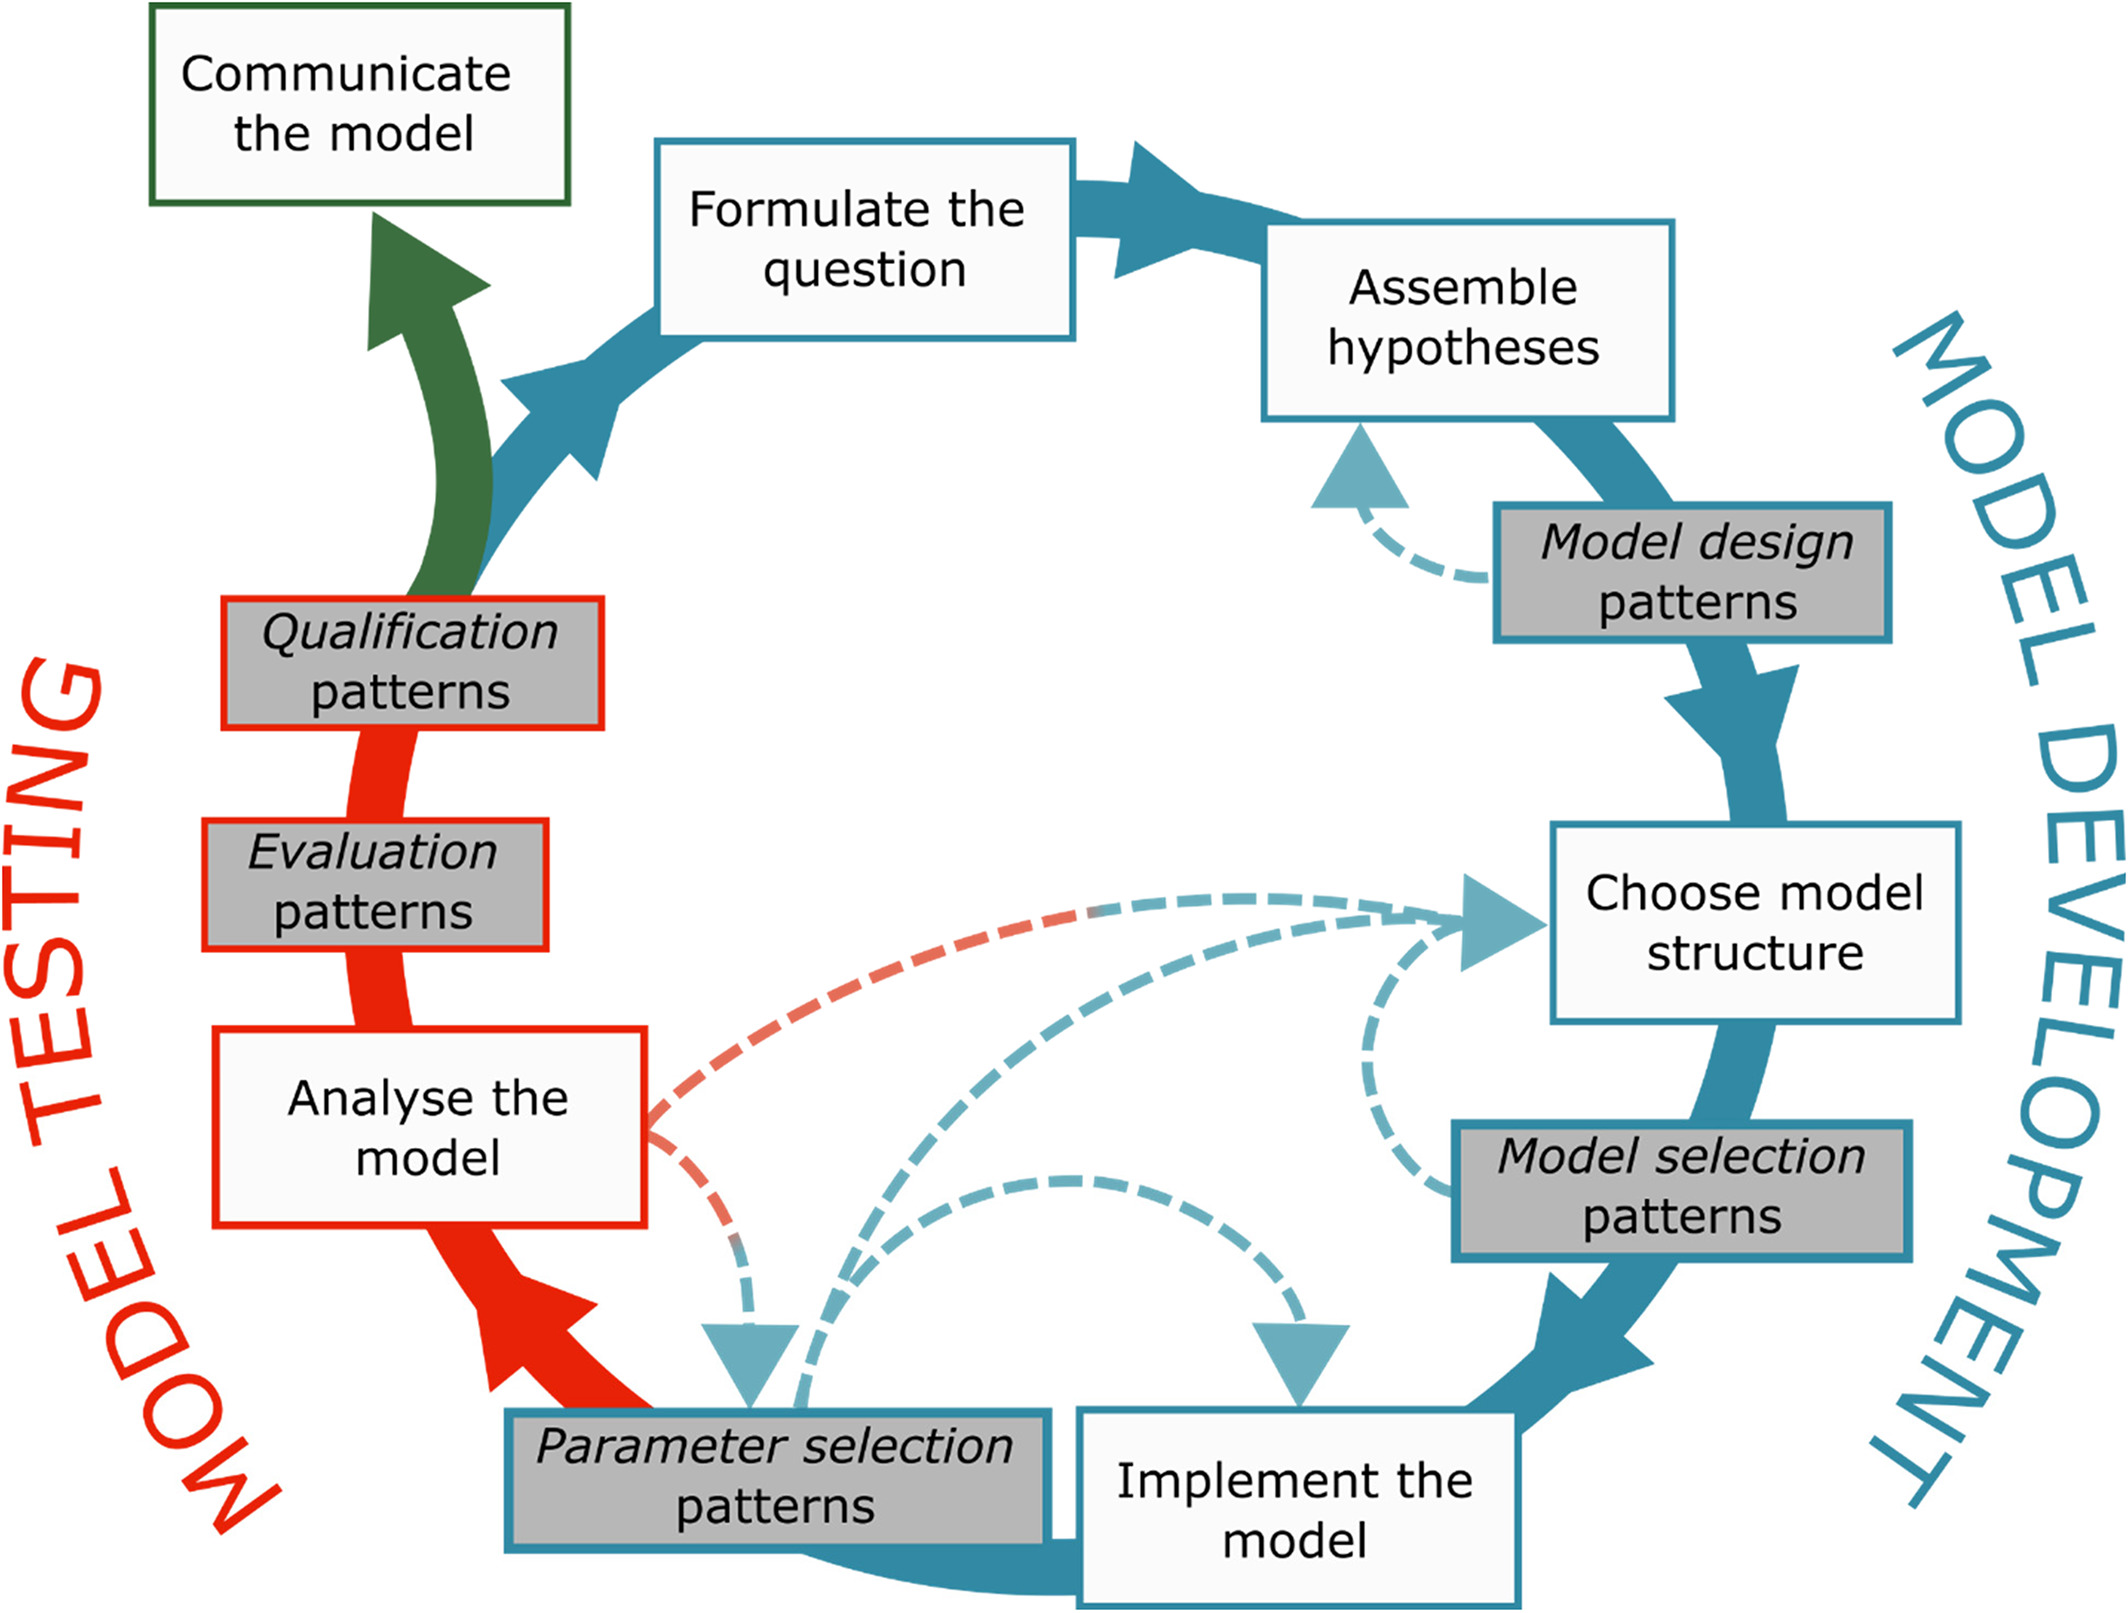 Communicate
the model
Formulate the
question
Assemble
hypotheses
Model design
patterns
Choose model
structure
Model selection
patterns
Implement the
model
Parameter selection
patterns
Analyse the
model
Evaluation
patterns
Qualification
patterns
MODEL TESTING
MODEL DEVELOPMENT